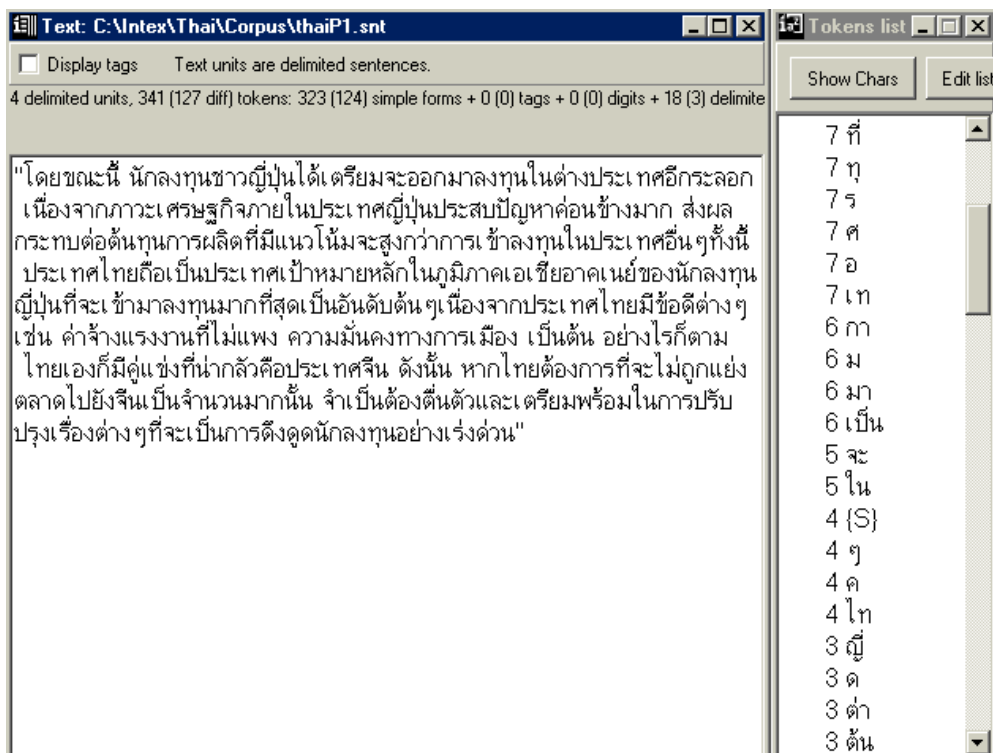 Text: C:\Intex\Thai\Corpus\thaiP1.snt
Display tags Text units are delimited sentences.
4 delimited units, 341 (127 diff) tokens: 323 (124) simple forms + 0 (0) tags + 0 (0) digits + 18 (3) delimite
"โดยขณะนี้ นักลงทุนชาวญี่ปุ่นได้เตรียมจะออกมาลงทุนในต่างประเทศอีกระลอก
เนื่องจากภาวะเศรษฐกิจภายในประเทศญี่ปุ่นประสบปัญหาค่อนข้างมาก ส่งผล
กระทบต่อต้นทุนการผลิตที่มีแนวโน้มจะสูงกว่าการเข้าลงทุนในประเทศอื่นๆทั้งนี้
ประเทศไทยถือเป็นประเทศเป้าหมายหลักในภูมิภาคเอเชียอาคเนย์ของนักลงทุน
ญี่ปุ่นที่จะเข้ามาลงทุนมากที่สุดเป็นอันดับต้นๆเนื่องจากประเทศไทยมีข้อดีต่างๆ
เช่น ค่าจ้างแรงงานที่ไม่แพง ความมั่นคงทางการเมือง เป็นต้น อย่างไรก็ตาม
ไทยเองก็มีคู่แข่งที่น่ากลัวคือประเทศจีน ดังนั้น หากไทยต้องการที่จะไม่ถูกแย่ง
ตลาดไปยังจีนเป็นจำนวนมากนั้น จำเป็นต้องตื่นตัวและเตรียมพร้อมในการปรับ
ปรุงเรื่องต่างๆที่จะเป็นการดึงดูดนักลงทุนอย่างเร่งด่วน"
Tokens list
Show Chars Edit list
7 ที่
7 ทุ
7 ร
7 ศ
7 อ
7 เท
6 กา
6 ม
6 มา
6 เป็น
5 จะ
5 ใน
4 {S}
4 ๆ
4 ค
4 ไท
3 ญี่
3 ด
3 ต่า
3 ต้น